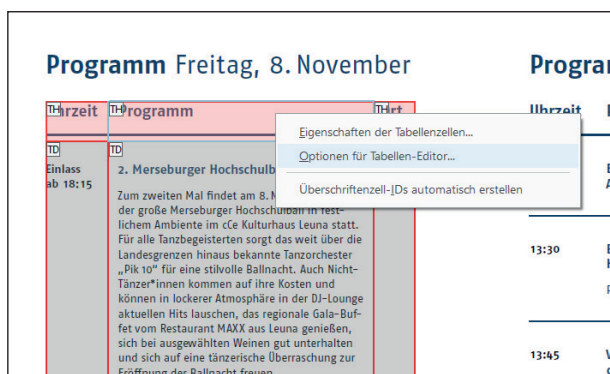 Programm Freitag, 8. November
TH TH TH
Programm
TD TD
Einlass
ab 18:15
2. Merseburger
Zum zweiten Mal findet am 8.
der große Merseburger Hochschulball in fest-
lichem Ambiente im cCe Kulturhaus Leuna statt.
Für alle Tanzbegeisterten sorgt das weit über die
Landesgrenzen hinaus bekannte Tanzorchester
„Pik 10“ für eine stilvolle Ballnacht. Auch Nicht-
Tänzer*innen kommen auf ihre Kosten und
können in lockerer Atmosphäre in der DJ-Lounge
aktuellen Hits lauschen, das regionale Gala-Buf-
fet vom Restaurant MAXX aus Leuna genießen,
sich bei ausgewählten Weinen gut unterhalten
und sich auf eine tänzerische Überraschung zur
Eröffnung der Ballnacht freuen.
Eigenschaften der Tabellenzellen...
Optionen für Tabellen-Editor...
Überschriftenzell-IDs automatisch erstellen
Uhrzeit
13:30
13:45